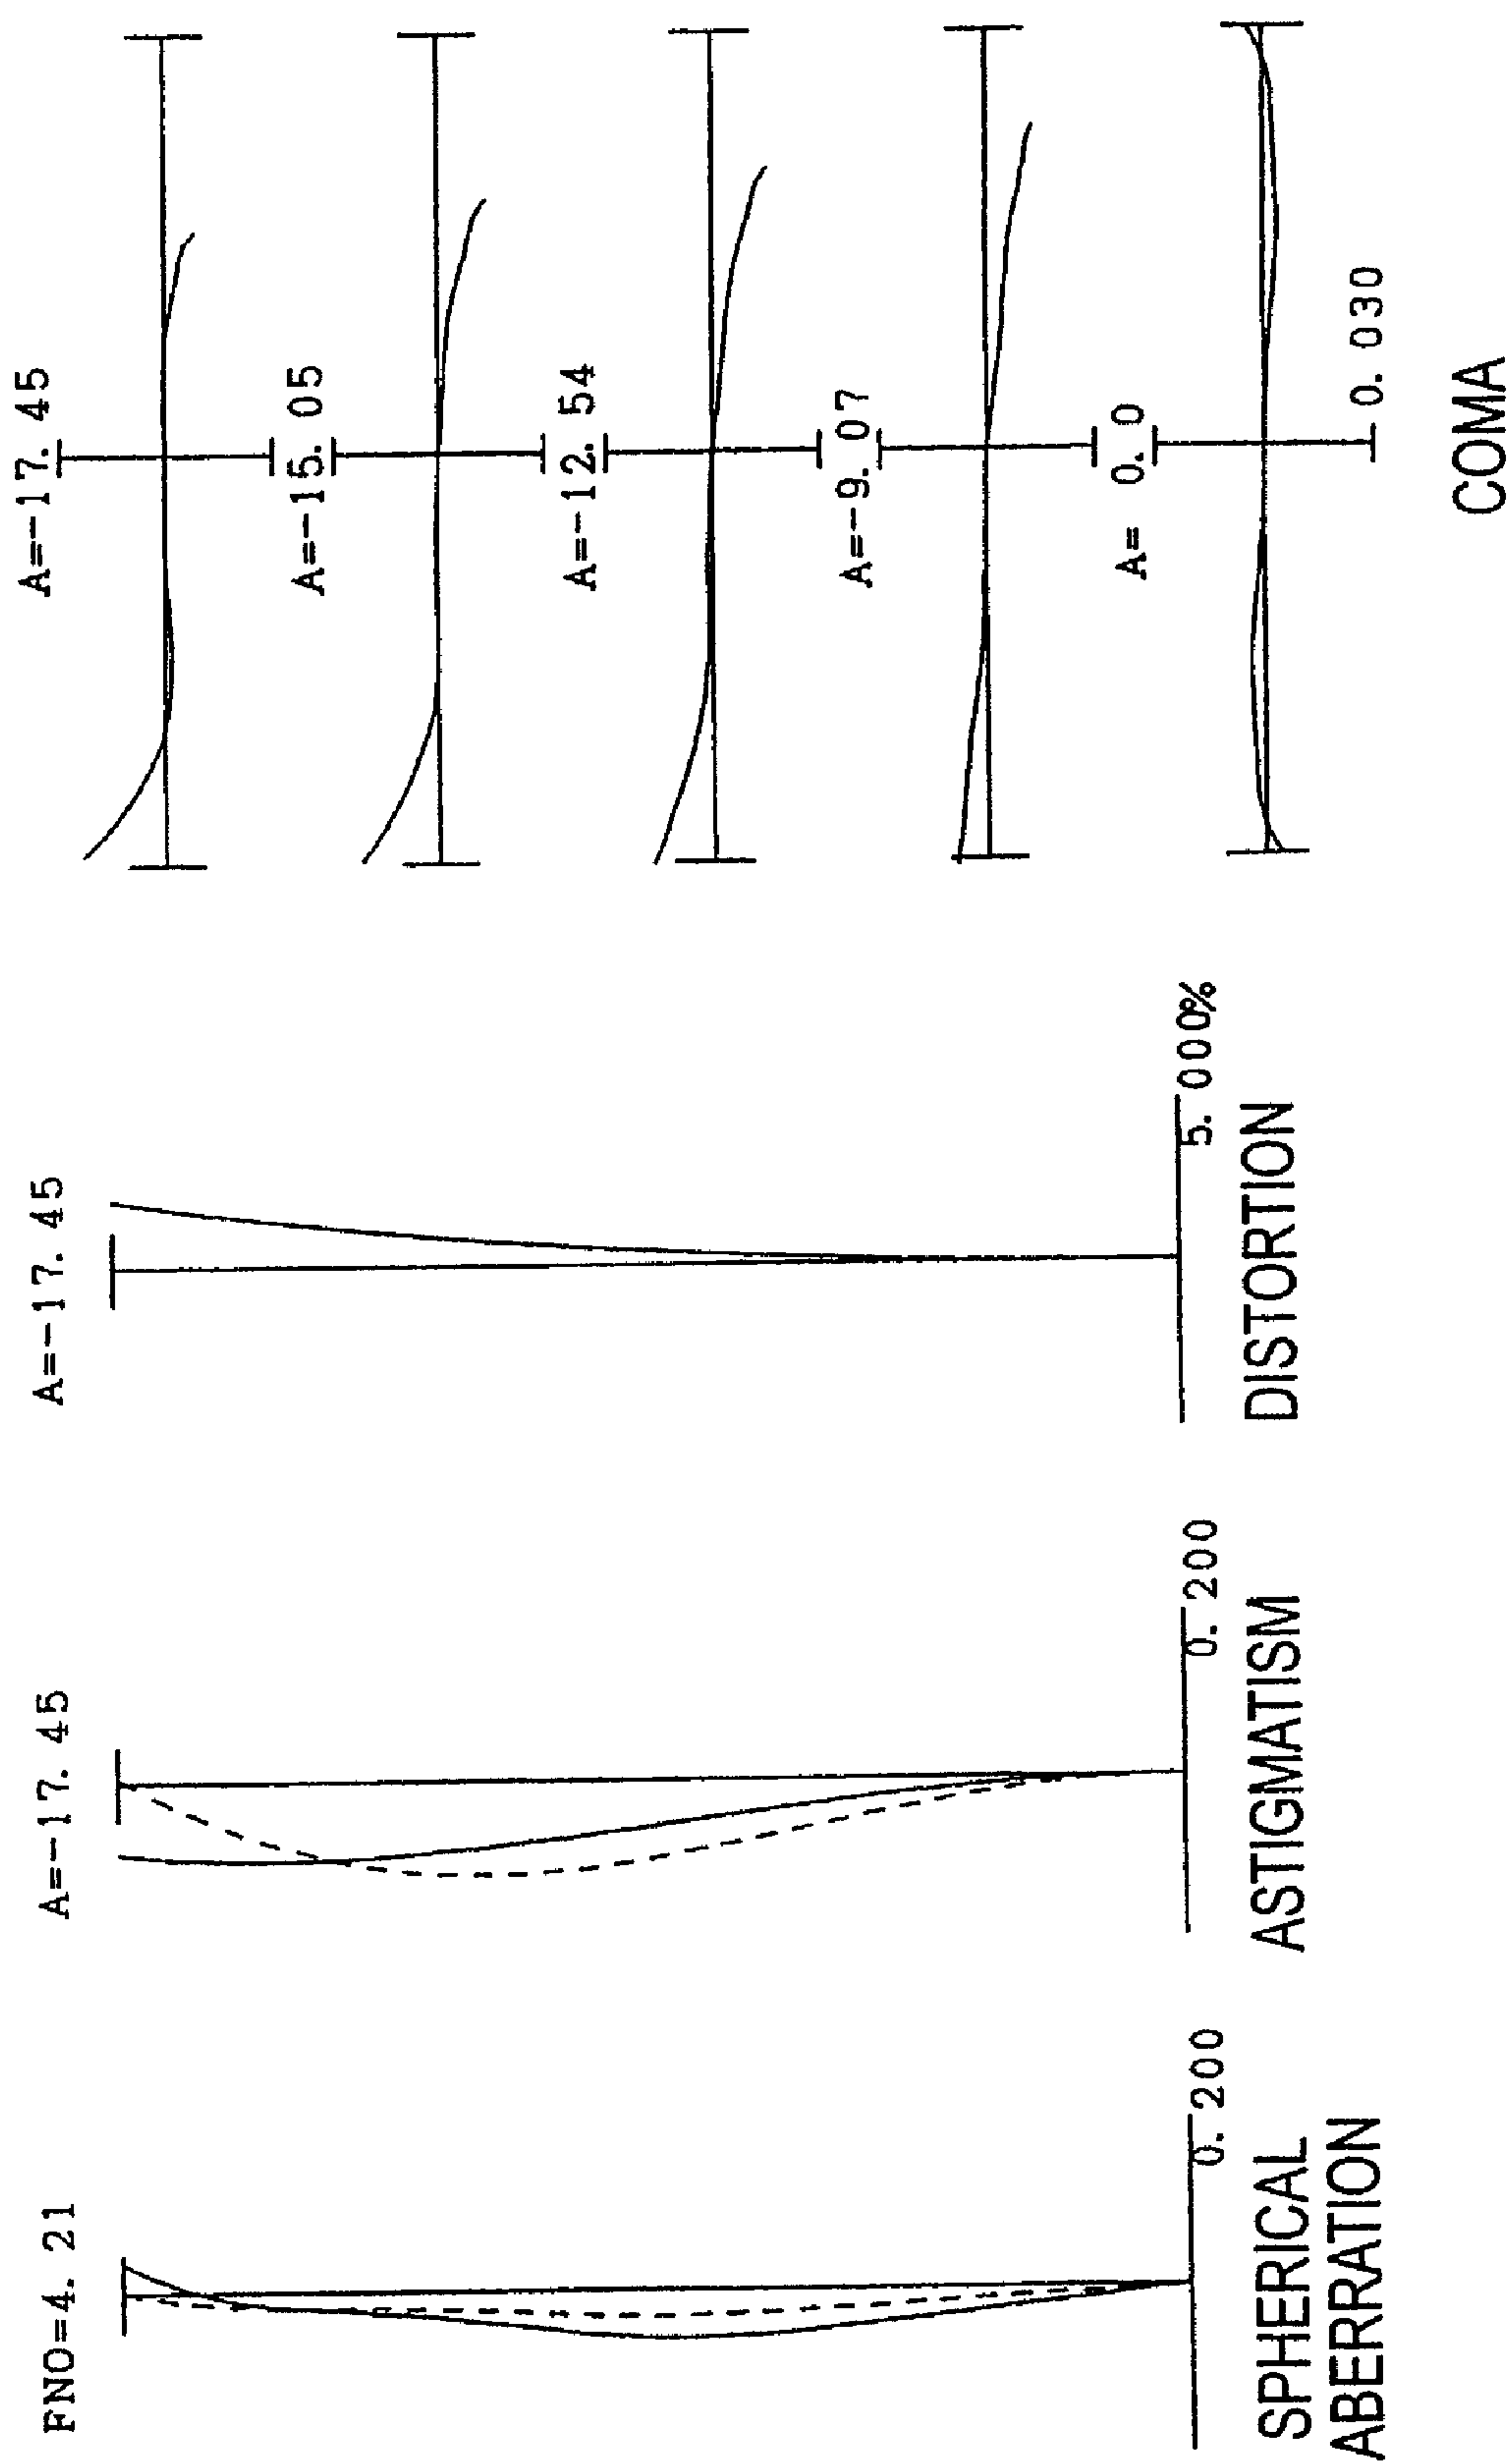 FNO=4. 21
0. 200
SPHERICAL
ABERRATION
A=-17. 45
0. 200
ASTIGMATISM
A=-17. 45
5. 000%
DISTORTION
A=-17. 45
A=-15. 05
A=-12. 54
A=-9. 07
A= 0. 0
0. 030
COMA